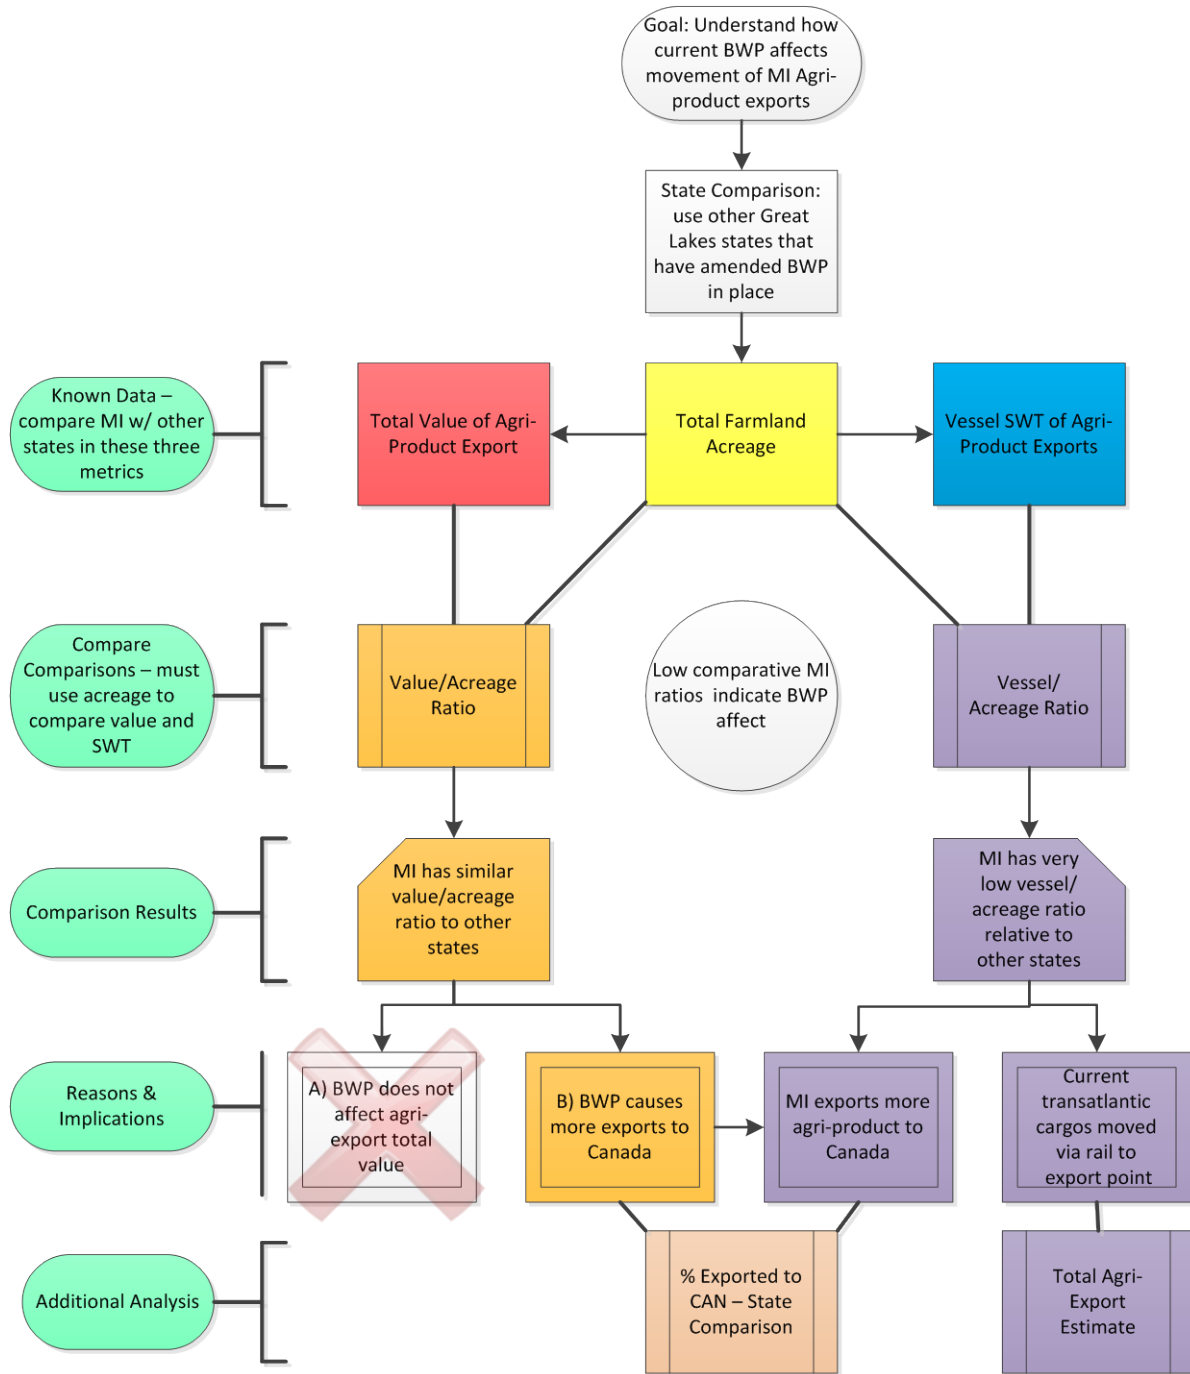 Goal: Understand how
current BWP affects
movement of MI Agri-
product exports
State Comparison:
use other Great
Lakes states that
have amended BWP
in place
Known Data –
compare MI w/ other
states in these three
metrics
Total Value of Agri-
Product Export
Total Farmland
Acreage
Vessel SWT of Agri-
Product Exports
Compare
Comparisons – must
use acreage to
compare value and
SWT
Value/Acreage
Ratio
Low comparative MI
ratios indicate BWP
affect
Vessel/
Acreage Ratio
Comparison Results
MI has similar
value/acreage
ratio to other
states
MI has very
low vessel/
acreage ratio
relative to
other states
Reasons &
Implications
A) BWP does not
affect agri-
export total
value
B) BWP causes
more exports to
Canada
MI exports more
agri-product to
Canada
Current
transatlantic
cargos moved
via rail to
export point
Additional Analysis
% Exported to
CAN – State
Comparison
Total Agri-
Export
Estimate